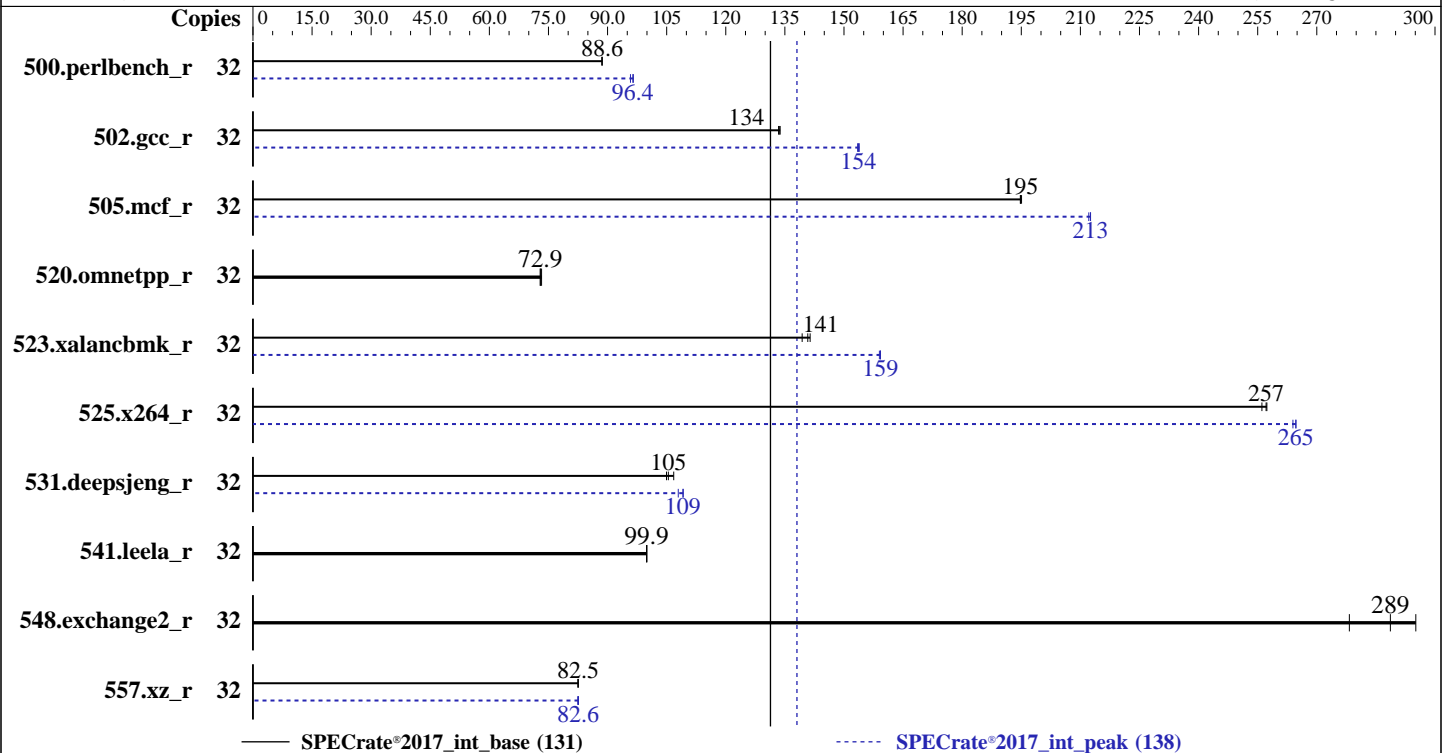 Copies 0 15.0 30.0 45.0 60.0 75.0 90.0 105 120 135 150 165 180 195 210 225 240 255 270 300
88.6
500.perlbench_r 32
96.4
134
502.gcc_r 32
154
195
505.mcf_r 32
213
72.9
520.omnetpp_r 32
141
523.xalancbmk_r 32
159
257
525.x264_r 32
265
105
531.deepsjeng_r 32
109
99.9
541.leela_r 32
289
548.exchange2_r 32
82.5
557.xz_r 32
82.6
SPECrate®2017_int_base (131) SPECrate®2017_int_peak (138)